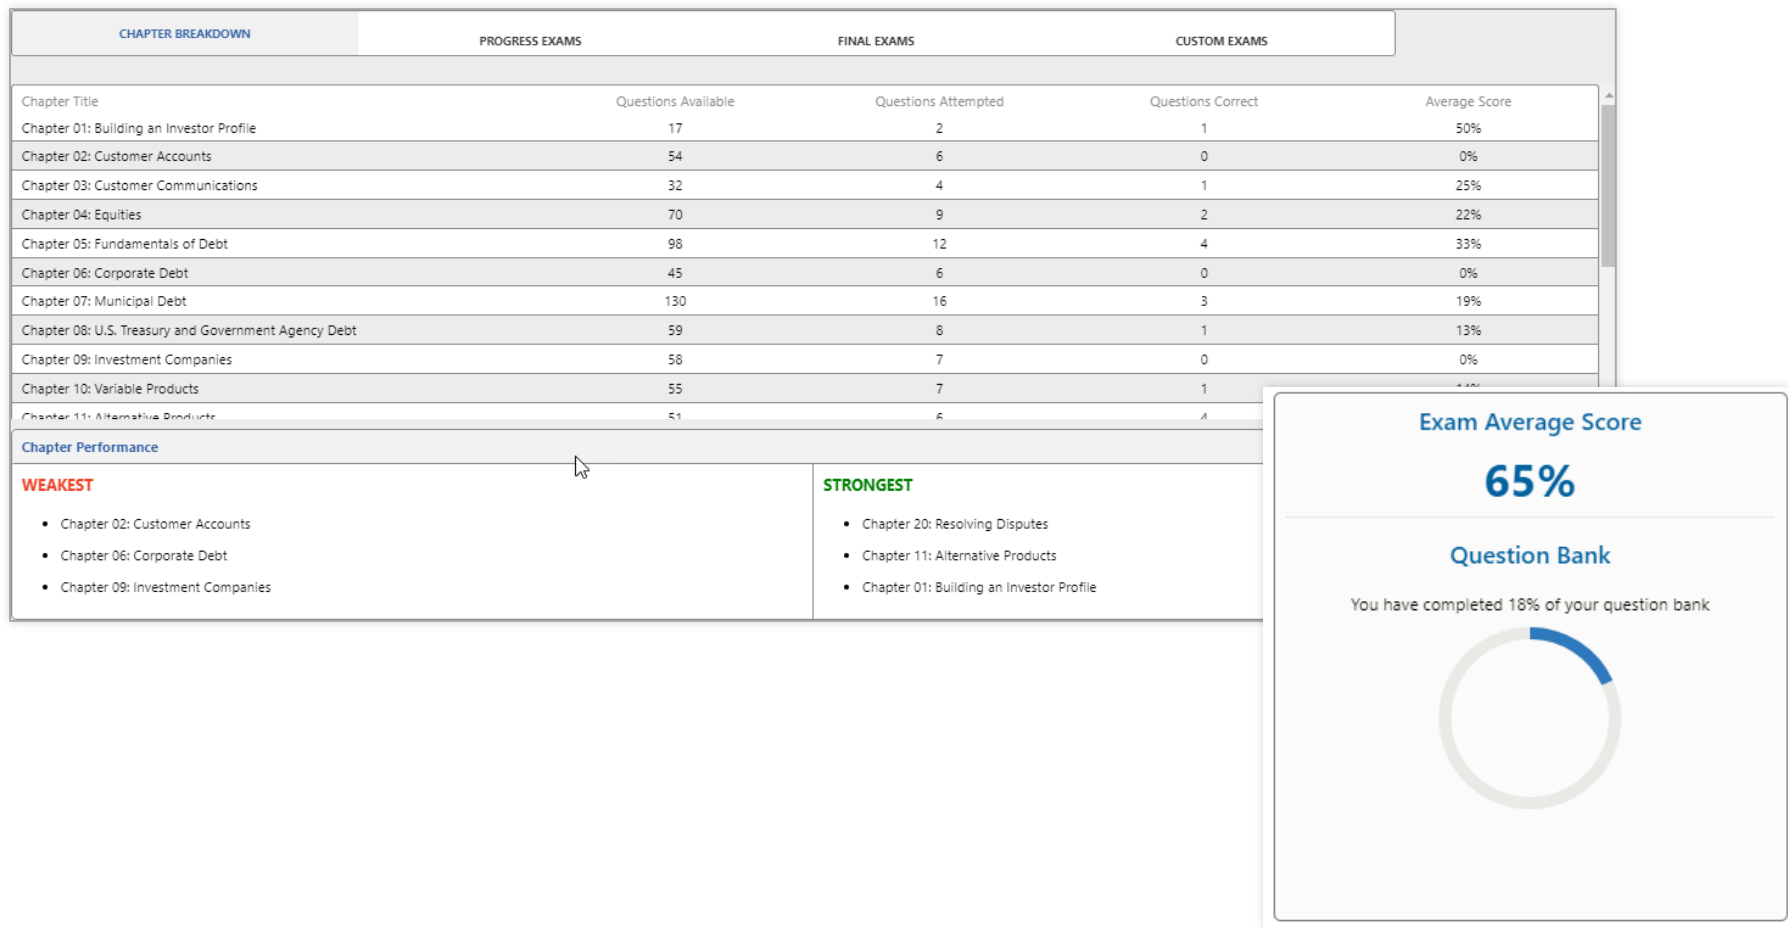 CHAPTER BREAKDOWN PROGRESS EXAMS FINAL EXAMS CUSTOM EXAMS
Chapter Title Questions Available Questions Attempted Questions Correct Average Score
Chapter 01: Building an Investor Profile 17 2 1 50%
Chapter 02: Customer Accounts 54 6 0 0%
Chapter 03: Customer Communications 32 4 1 25%
Chapter 04: Equities 70 9 2 22%
Chapter 05: Fundamentals of Debt 98 12 4 33%
Chapter 06: Corporate Debt 45 6 0 0%
Chapter 07: Municipal Debt 130 16 3 19%
Chapter 08: U.S. Treasury and Government Agency Debt 59 8 1 13%
Chapter 09: Investment Companies 58 7 0 0%
Chapter 10: Variable Products 55 7 1
Chapter 11: Alternative Products 51 6 4
Chapter Performance
WEAKEST
Chapter 02: Customer Accounts
Chapter 06: Corporate Debt
Chapter 09: Investment Companies
STRONGEST
Chapter 20: Resolving Disputes
Chapter 11: Alternative Products
Chapter 01: Building an Investor Profile
Exam Average Score
65%
Question Bank
You have completed 18% of your question bank